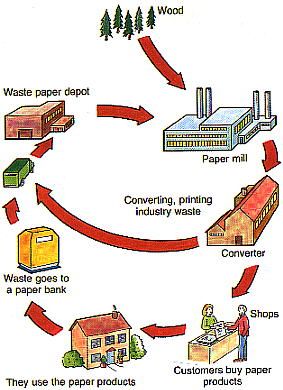 Wood
Waste paper depot
Paper mill
Converting, printing
industry waste
Converter
Waste goes to
a paper bank
Shops
Customers buy paper
products
They use the paper products